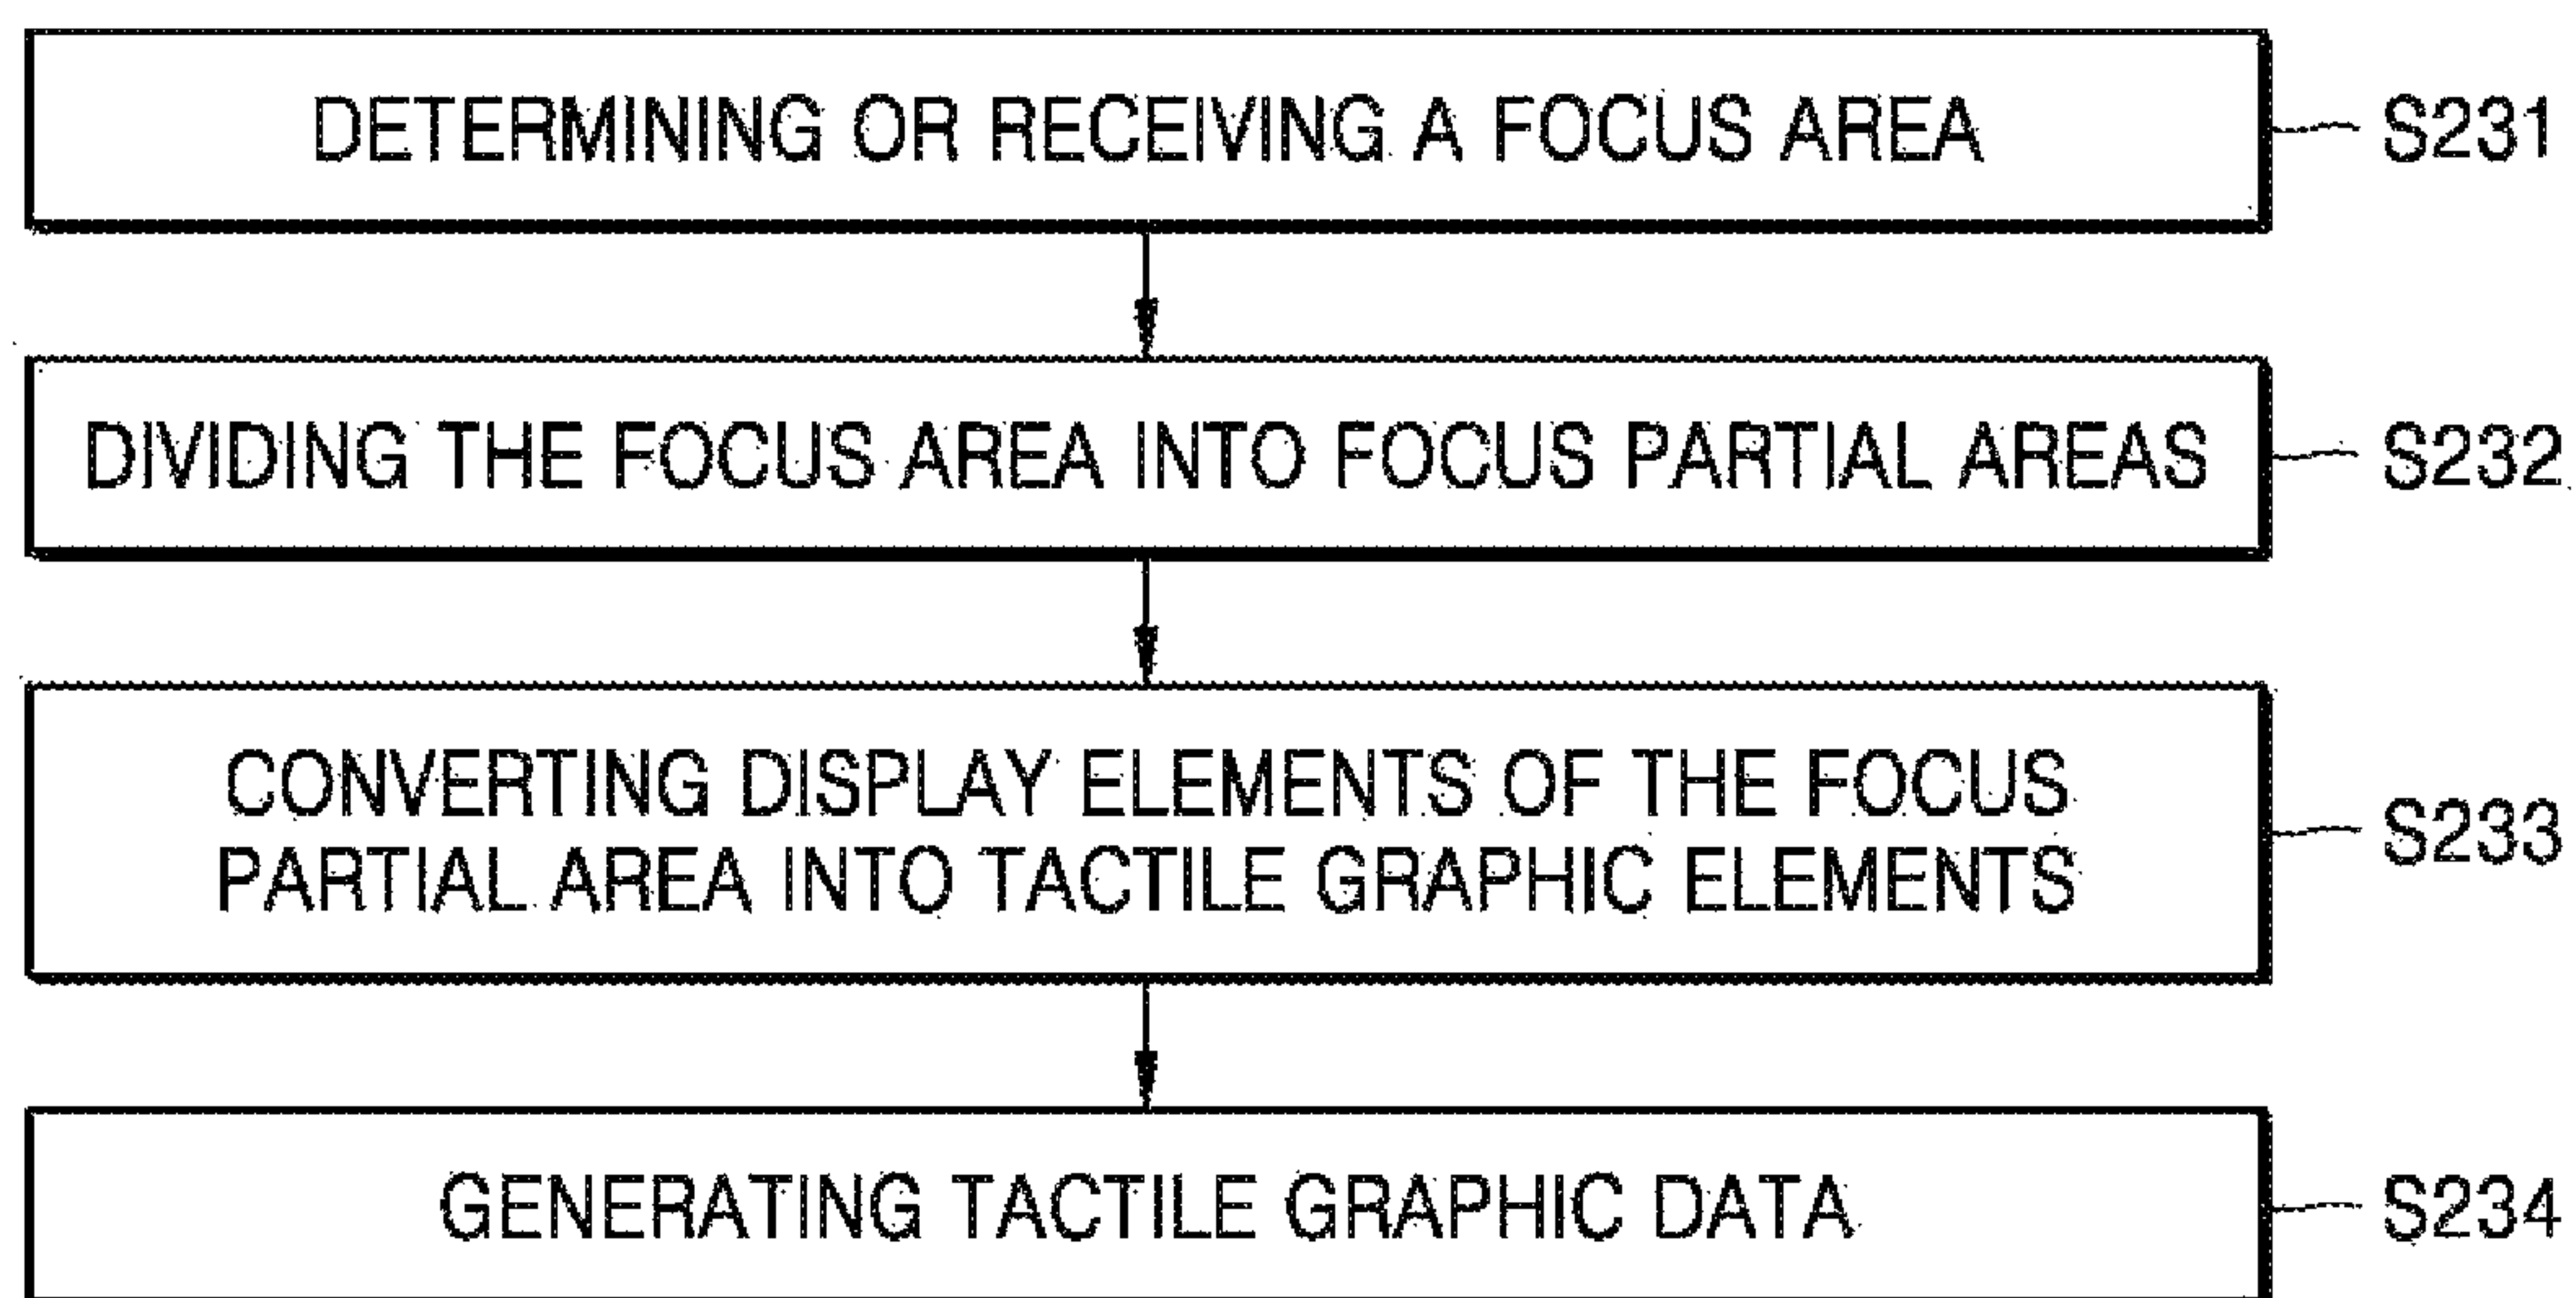 DETERMINING OR RECEIVING A FOCUS AREA
S231
DIVIDING THE FOCUS AREA INTO FOCUS PARTIAL AREAS
S232
CONVERTING DISPLAY ELEMENTS OF THE FOCUS
PARTIAL AREA INTO TACTILE GRAPHIC ELEMENTS
S233
GENERATING TACTILE GRAPHIC DATA
S234